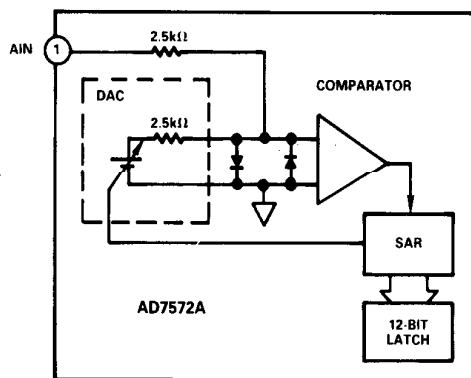 2.5kΩ
AIN
1
COMPARATOR
DAC
2.5kΩ
SAR
AD7572A
12-BIT
LATCH